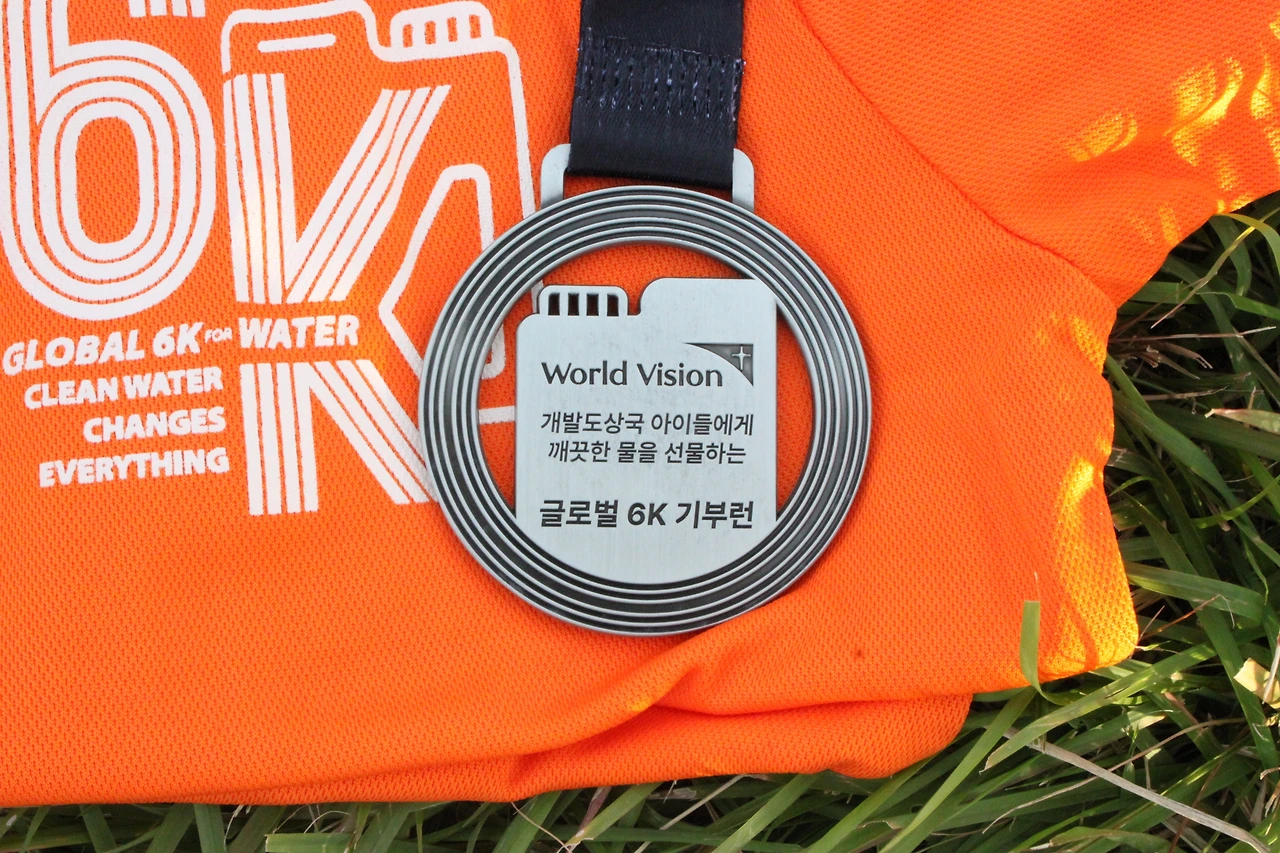 6K
GLOBAL 6K FOR WATER
CLEAN WATER
CHANGES
EVERYTHING
World Vision
개발도상국 아이들에게
깨끗한 물을 선물하는
글로벌 6K 기부런